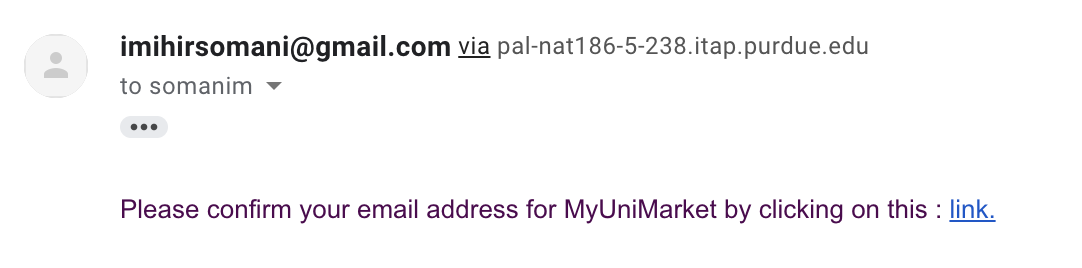 imihirsomani@gmail.com via pal-nat186-5-238.itap.purdue.edu
to somanim
Please confirm your email address for MyUniMarket by clicking on this : link.